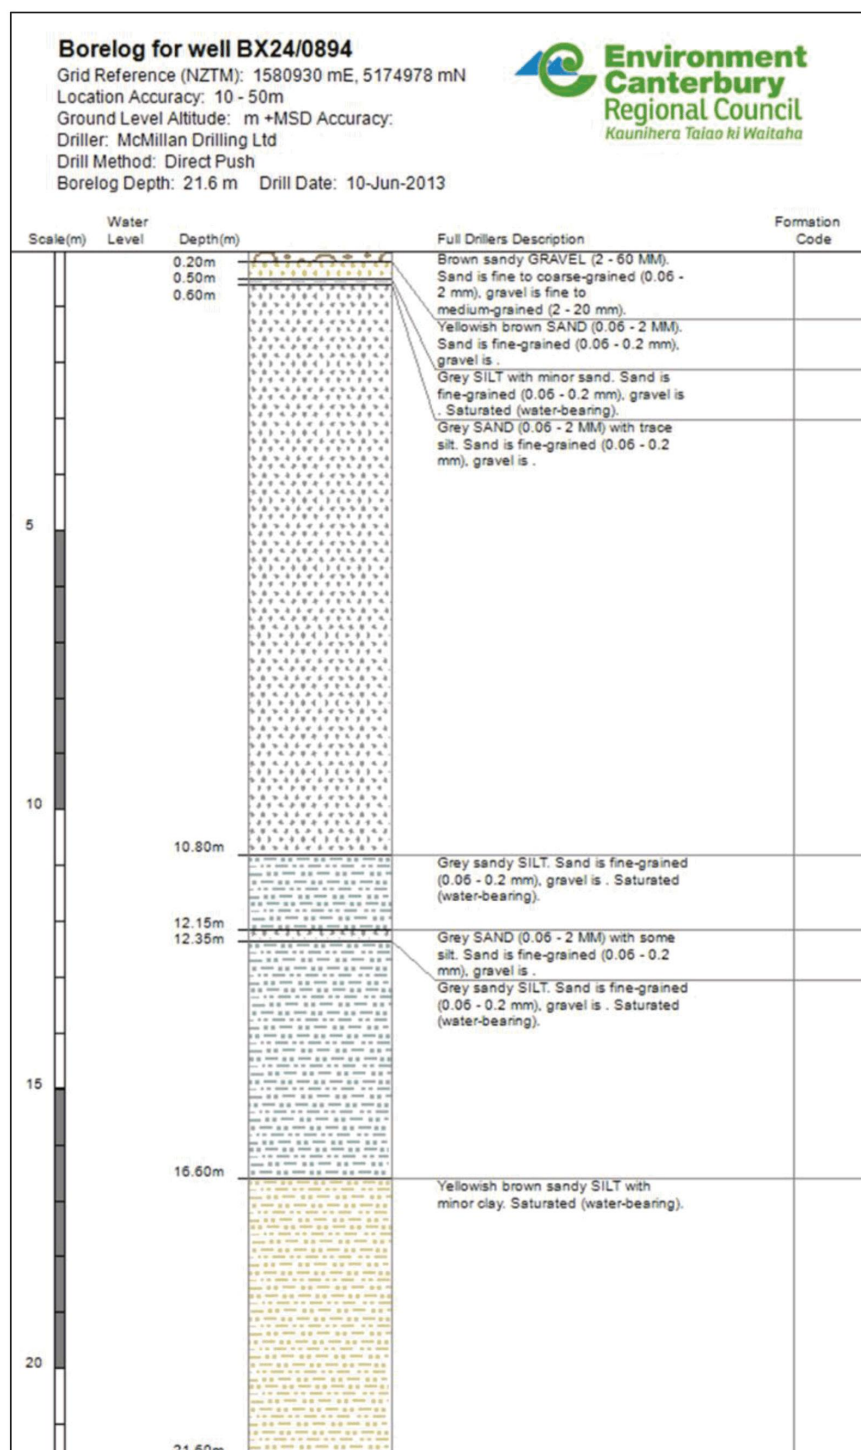 Borelog for well BX24/0894
Grid Reference (NZTM): 1580930 mE, 5174978 mN
Location Accuracy: 10 - 50m
Ground Level Altitude: m +MSD Accuracy:
Driller: McMillan Drilling Ltd
Drill Method: Direct Push
Borelog Depth: 21.6 m Drill Date: 10-Jun-2013
Environment
Canterbury
Regional Council
Kaunihera Taiao ki Waitaha
Scale(m)
Water
Level
Depth(m)
Full Drillers Description
Formation
Code
0.20m
Brown sandy GRAVEL (2 - 60 MM).
Sand is fine to coarse-grained (0.06 -
2 mm), gravel is fine to
medium-grained (2 - 20 mm).
0.50m
Yellowish brown SAND (0.06 - 2 MM).
Sand is fine-grained (0.06 - 0.2 mm),
gravel is .
0.60m
Grey SILT with minor sand. Sand is
fine-grained (0.06 - 0.2 mm), gravel is
. Saturated (water-bearing).
Grey SAND (0.06 - 2 MM) with trace
silt. Sand is fine-grained (0.06 - 0.2
mm), gravel is .
5
10
10.80m
Grey sandy SILT. Sand is fine-grained
(0.06 - 0.2 mm), gravel is . Saturated
(water-bearing).
12.15m
12.35m
Grey SAND (0.06 - 2 MM) with some
silt. Sand is fine-grained (0.06 - 0.2
mm), gravel is .
Grey sandy SILT. Sand is fine-grained
(0.06 - 0.2 mm), gravel is . Saturated
(water-bearing).
15
16.60m
Yellowish brown sandy SILT with
minor clay. Saturated (water-bearing).
20
21.60m